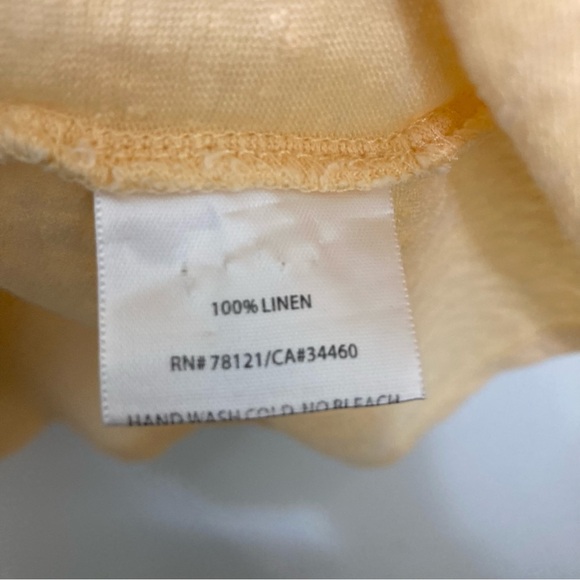 100% LINEN
RN# 78121/CA#34460
HAND WASH COLD NO BLEACH